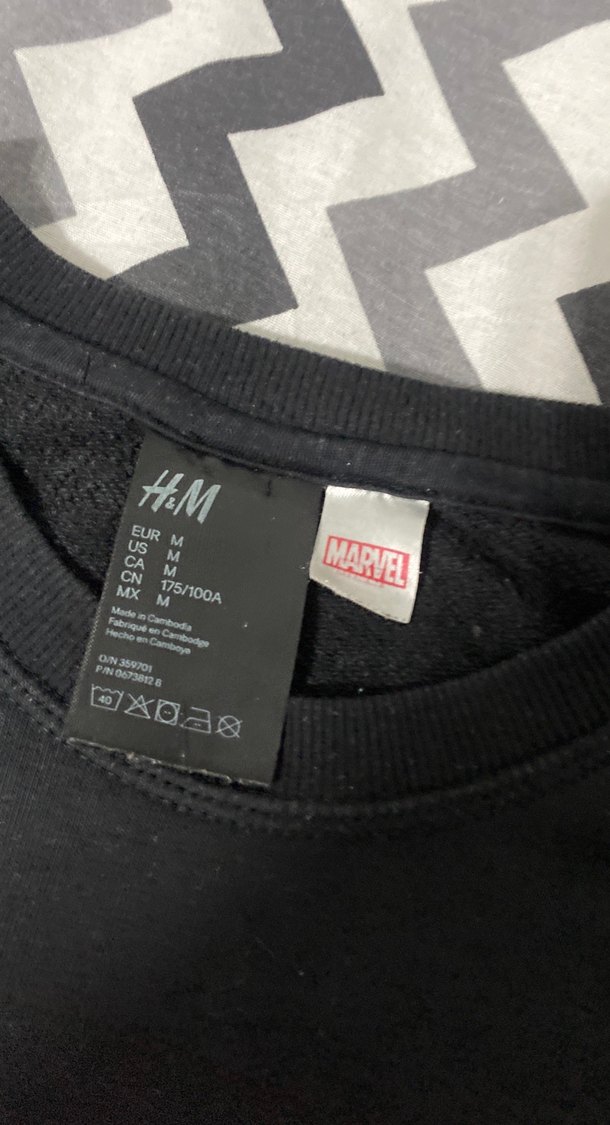 H&M
EUR M
US M
CA M
CN 175/100A
MX M
Made in Cambodia
Fabriqué en Cambodge
Hecho en Camboya
O/N 359701
P/N 0673812 8
40
MARVEL